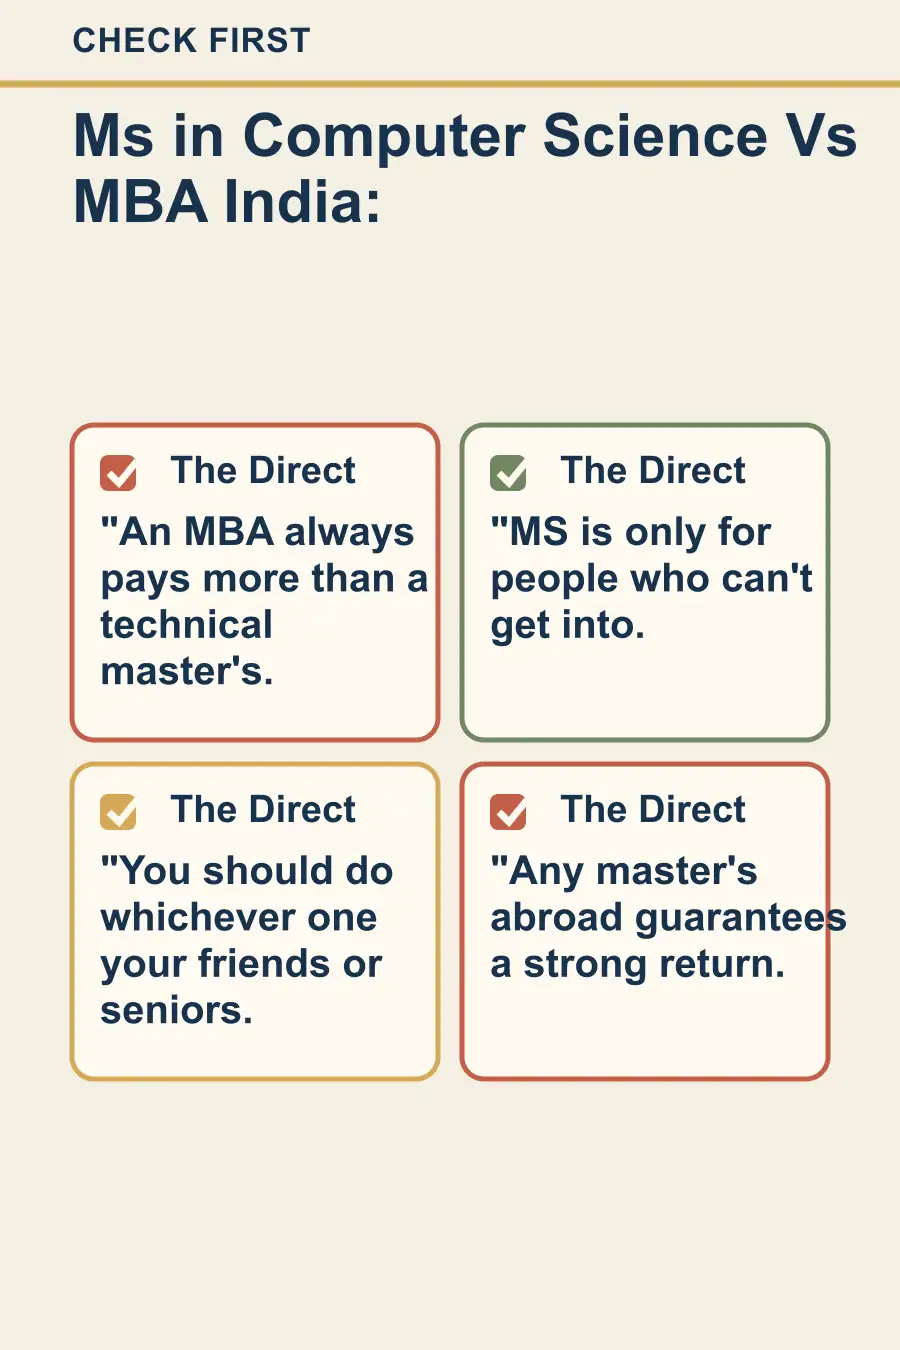 CHECK FIRST
Ms in Computer Science Vs
MBA India:
The Direct
"An MBA always
pays more than a
technical
master's.
The Direct
"MS is only for
people who can't
get into.
The Direct
"You should do
whichever one
your friends or
seniors.
The Direct
"Any master's
abroad guarantees
a strong return.